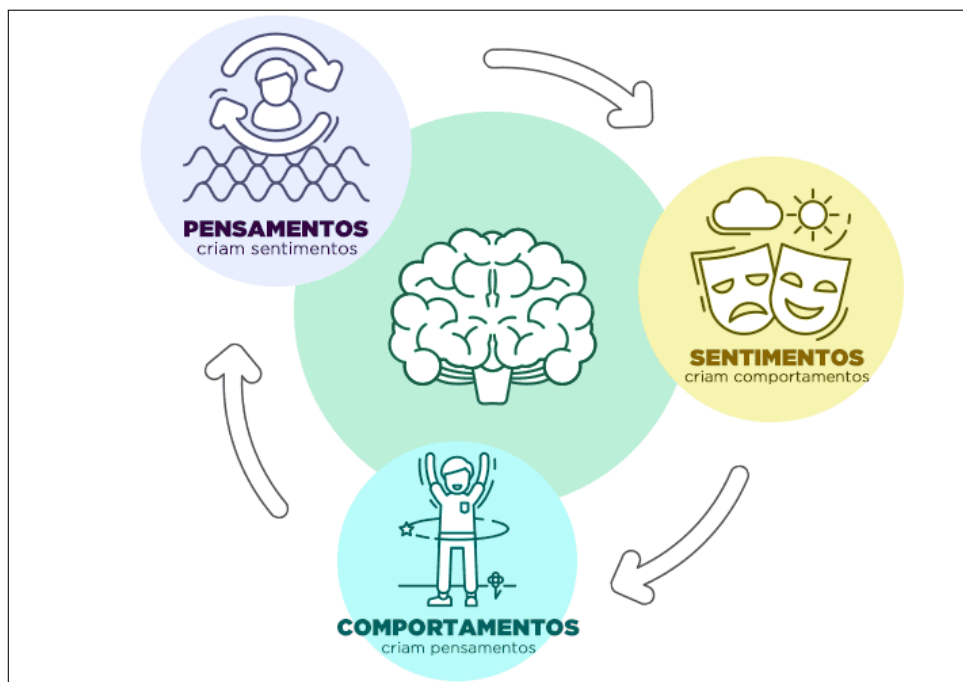 PENSAMENTOS
criam sentimentos
SENTIMENTOS
criam comportamentos
COMPORTAMENTOS
criam pensamentos